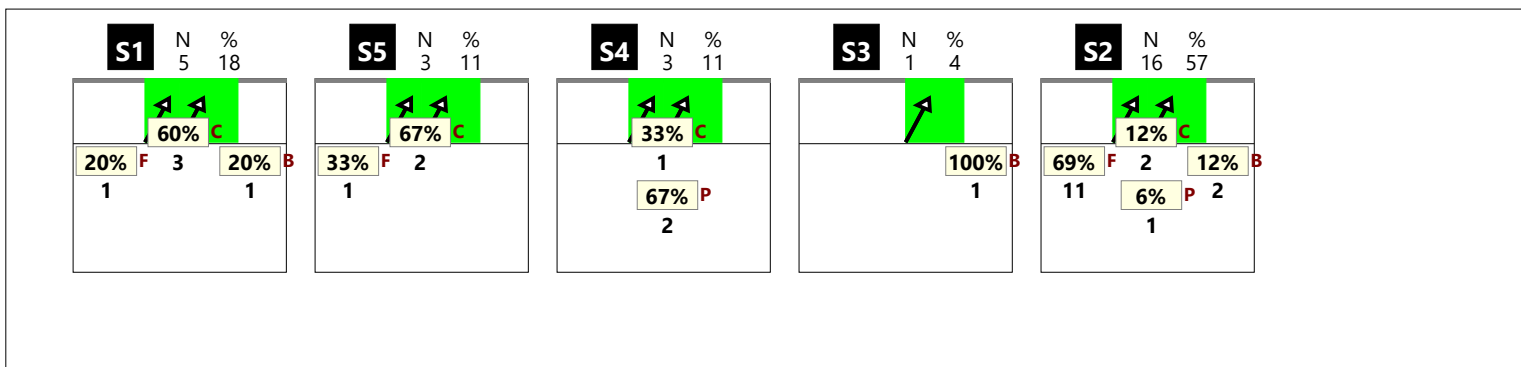 S1 N % 5 18
60% C
20% F 3 20% B
1 1
S5 N % 3 11
67% C
33% F 2
1
S4 N % 3 11
33% C
1
67% P
2
S3 N % 1 4
100% B
1
S2 N % 16 57
12% C
69% F 2 12% B
11 6% P 2
1